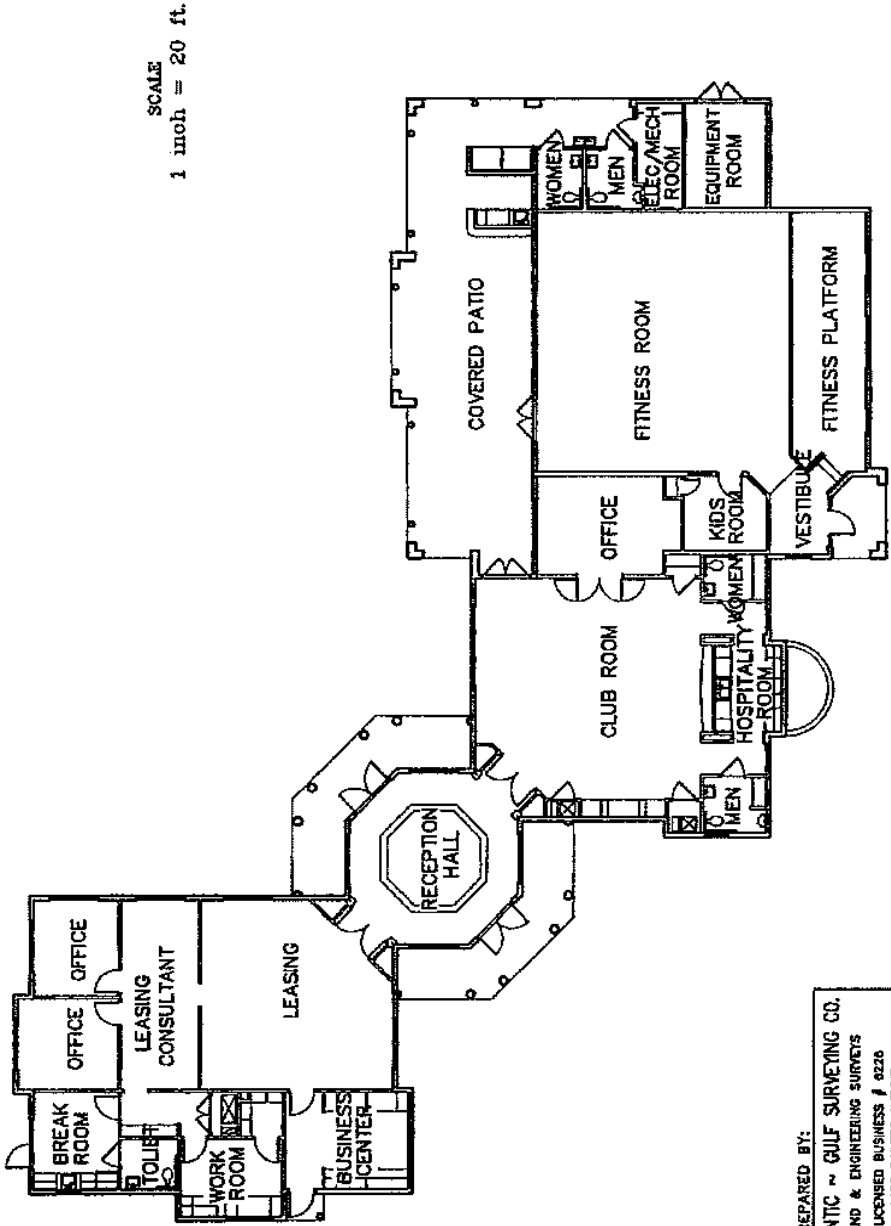 SCALE
1 inch = 20 ft.
COVERED PATIO
WOMEN
MEN
ELEC/MECH
ROOM
EQUIPMENT
ROOM
FITNESS ROOM
FITNESS PLATFORM
OFFICE
KIDS
ROOM
VESTIBULE
CLUB ROOM
WOMEN
HOSPITALITY
ROOM
MEN
RECEPTION
HALL
OFFICE
OFFICE
LEASING
CONSULTANT
LEASING
BREAK
ROOM
TOLIET
WORK
ROOM
BUSINESS
CENTER
EPARED BY:
NTIC ~ GULF SURVEYING CO.
ND & ENGINEERING SURVEYS
LICENSED BUSINESS # 6226